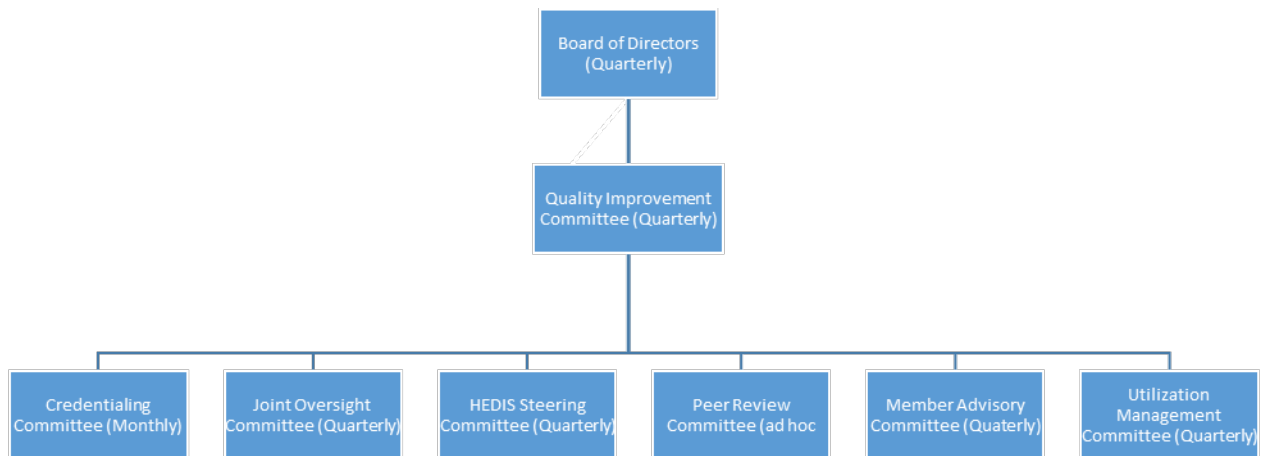 Board of Directors
(Quarterly)
Quality Improvement
Committee (Quarterly)
Credentialing
Committee (Monthly)
Joint Oversight
Committee (Quarterly)
HEDIS Steering
Committee (Quarterly)
Peer Review
Committee (ad hoc
Member Advisory
Committee (Quaterly)
Utilization
Management
Committee (Quarterly)